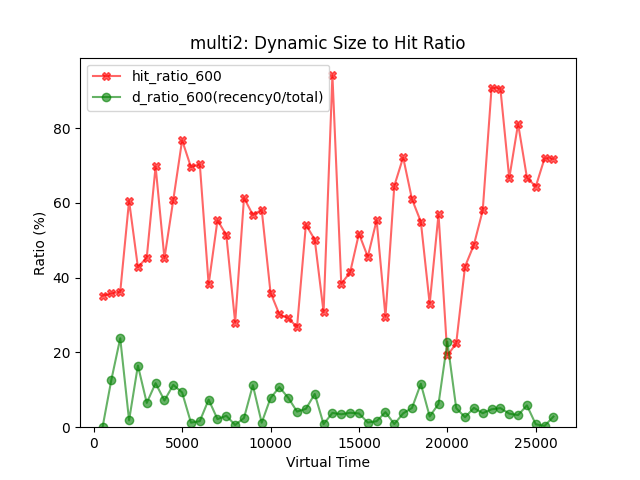 multi2: Dynamic Size to Hit Ratio
hit_ratio_600
d_ratio_600(recency0/total)
Ratio (%)
80
60
40
20
0
0 5000 10000 15000 20000 25000
Virtual Time